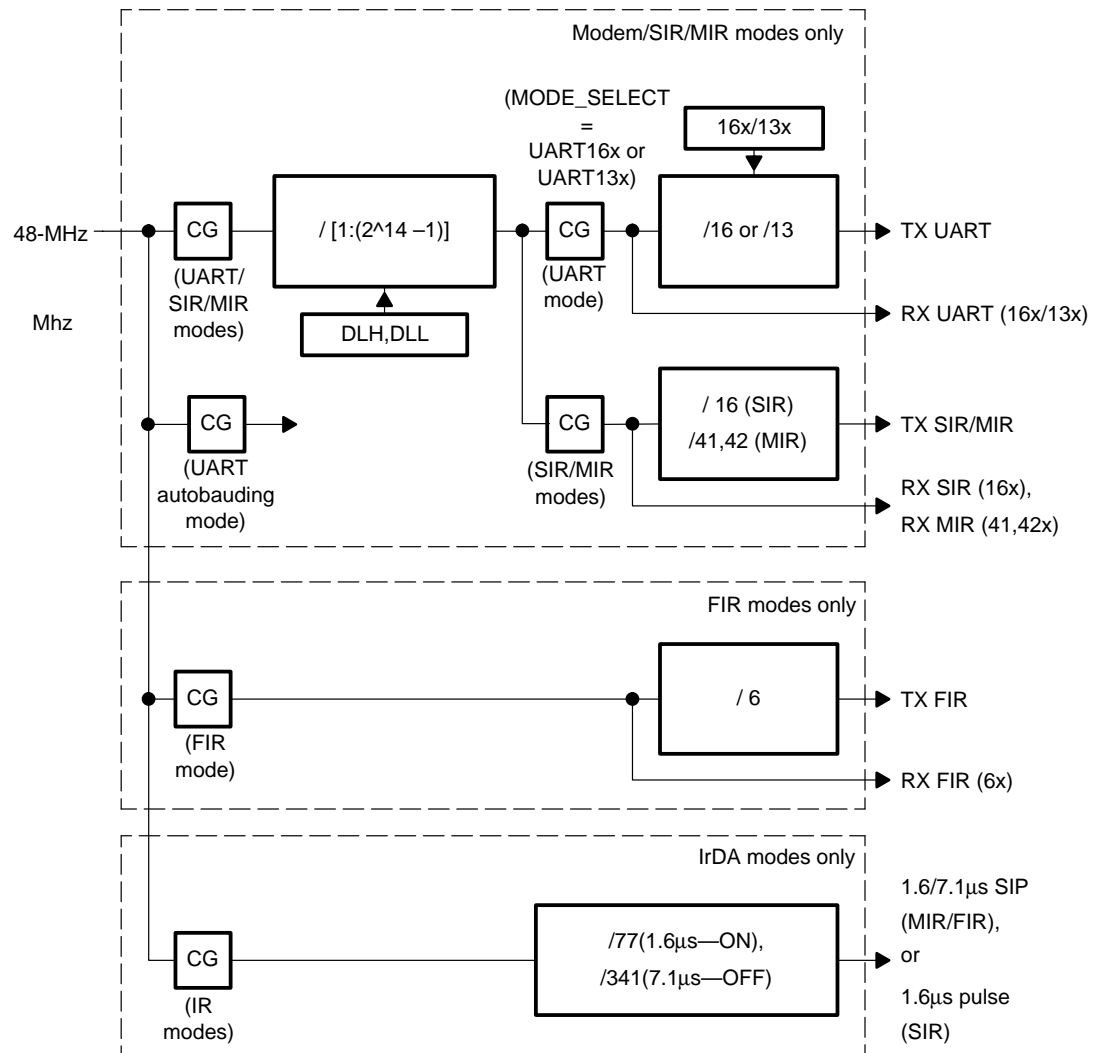 Modem/SIR/MIR modes only
(MODE_SELECT
=
UART16x or
UART13x)
16x/13x
48-MHz
Mhz
CG
(UART/
SIR/MIR
modes)
/ [1:(2^14 –1)]
DLH,DLL
CG
(UART
mode)
/16 or /13
TX UART
RX UART (16x/13x)
CG
(UART
autobauding
mode)
CG
(SIR/MIR
modes)
/ 16 (SIR)
/41,42 (MIR)
TX SIR/MIR
RX SIR (16x),
RX MIR (41,42x)
FIR modes only
CG
(FIR
mode)
/ 6
TX FIR
RX FIR (6x)
IrDA modes only
CG
(IR
modes)
/77(1.6μs—ON),
/341(7.1μs—OFF)
1.6/7.1μs SIP
(MIR/FIR),
or
1.6μs pulse
(SIR)